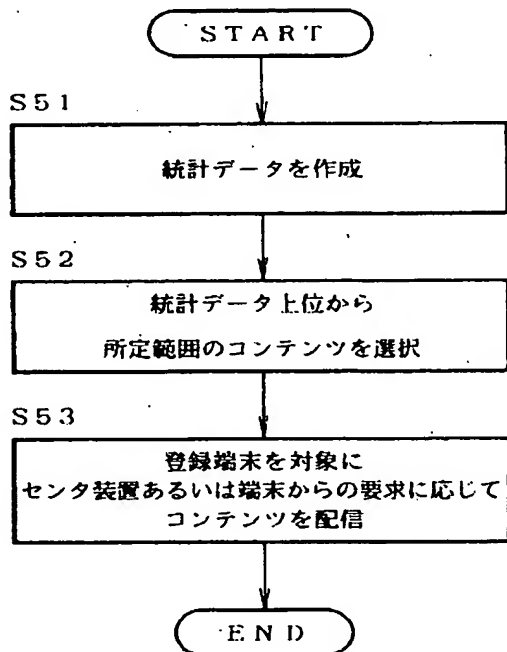 START
S51
統計データを作成
S52
統計データ上位から
所定範囲のコンテンツを選択
S53
登録端末を対象に
センタ装置あるいは端末からの要求に応じて
コンテンツを配信
END